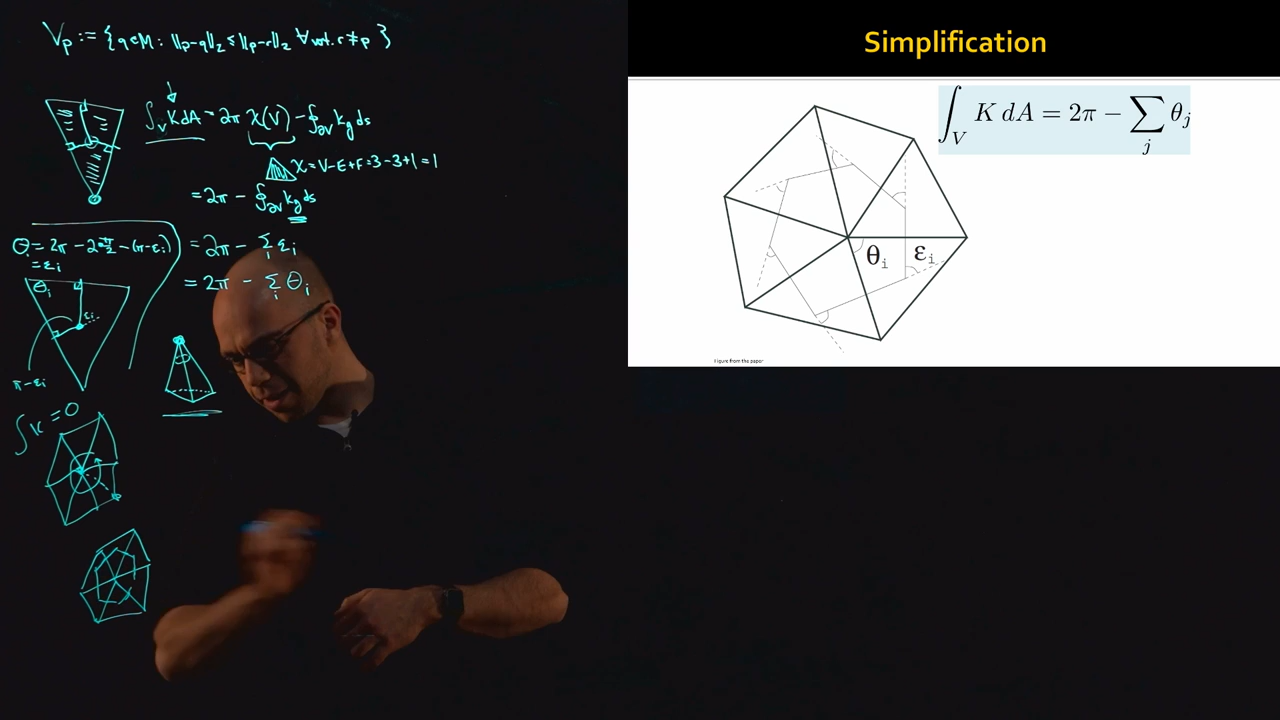 V_p := {q∈M : ‖p-q‖₂ ≤ ‖p-r‖₂ ∀ vert. r≠p}
∫_V K dA = 2π χ(V) - ∮_∂V k_g ds
χ = V-E+F = 3-3+1 = 1
= 2π - ∮_∂V k_g ds
θ_i = 2π - 2·π/2 - (π-ε_i)
= ε_i
= 2π - Σ_i ε_i
= 2π - Σ_i θ_i
θ_i
ε_i
π-ε_i
∫K = 0
Simplification
∫_V K dA = 2π − Σ_j θ_j
θ_i
ε_i
Figure from the paper